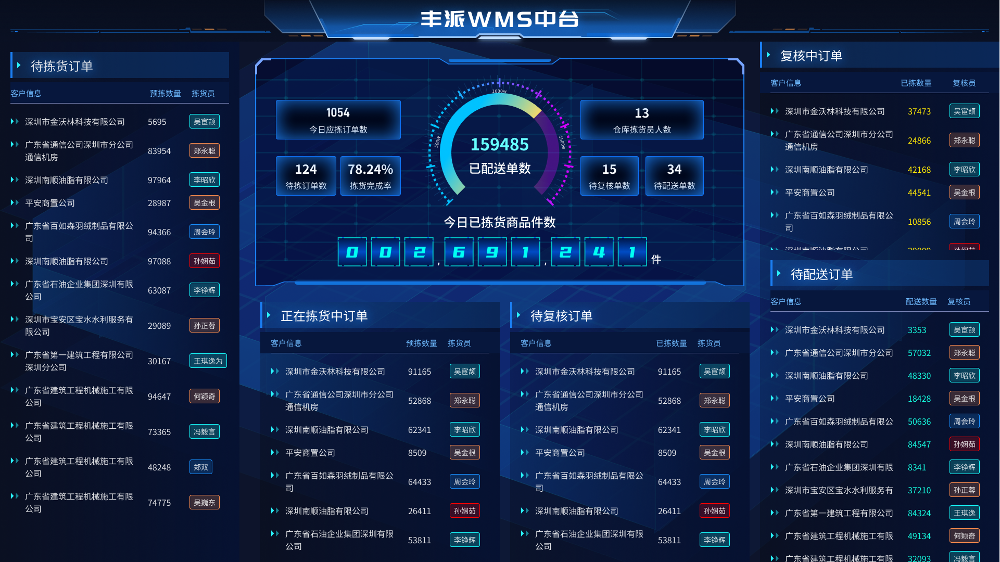 丰派WMS中台
待拣货订单
客户信息 预拣数量 拣货员
深圳市金沃林科技有限公司 5695 吴宦颉
广东省通信公司深圳市分公司
通信机房 83954 郑永聪
深圳南顺油脂有限公司 97964 李昭欣
平安商置公司 28987 吴金根
广东省百如森羽绒制品有限公
司 94366 周会玲
深圳南顺油脂有限公司 97088 孙娴茹
广东省石油企业集团深圳有限
公司 63087 李铮辉
深圳市宝安区宝水水利服务有
限公司 29089 孙正蓉
广东省第一建筑工程有限公司
深圳分公司 30167 王琪逸为
广东省建筑工程机械施工有限
公司 94647 何颖奇
广东省建筑工程机械施工有限
公司 73365 冯毅言
广东省建筑工程机械施工有限
公司 48248 郑双
广东省建筑工程机械施工有限
公司 74775 吴巍东
1054
今日应拣订单数
124
待拣订单数
78.24%
拣货完成率
500w
1000w
1500w
159485
已配送单数
13
仓库拣货员人数
15
待复核单数
34
待配送单数
今日已拣货商品件数
002,691,241 件
正在拣货中订单
客户信息 预拣数量 拣货员
深圳市金沃林科技有限公司 91165 吴宦颉
广东省通信公司深圳市分公司
通信机房 52868 郑永聪
深圳南顺油脂有限公司 62341 李昭欣
平安商置公司 8509 吴金根
广东省百如森羽绒制品有限公
司 64433 周会玲
深圳南顺油脂有限公司 26411 孙娴茹
广东省石油企业集团深圳有限
公司 53811 李铮辉
待复核订单
客户信息 已拣数量 拣货员
深圳市金沃林科技有限公司 91165 吴宦颉
广东省通信公司深圳市分公司
通信机房 52868 郑永聪
深圳南顺油脂有限公司 62341 李昭欣
平安商置公司 8509 吴金根
广东省百如森羽绒制品有限公
司 64433 周会玲
深圳南顺油脂有限公司 26411 孙娴茹
广东省石油企业集团深圳有限
公司 53811 李铮辉
复核中订单
客户信息 已拣数量 复核员
深圳市金沃林科技有限公司 37473 吴宦颉
广东省通信公司深圳市分公司
通信机房 24866 郑永聪
深圳南顺油脂有限公司 42168 李昭欣
平安商置公司 44541 吴金根
广东省百如森羽绒制品有限公
司 10856 周会玲
深圳南顺油脂有限公司 孙娴茹
待配送订单
客户信息 配送数量 复核员
深圳市金沃林科技有限公司 3353 吴宦颉
广东省通信公司深圳市分公司 57032 郑永聪
深圳南顺油脂有限公司 48330 李昭欣
平安商置公司 18428 吴金根
广东省百如森羽绒制品有限公 50636 周会玲
深圳南顺油脂有限公司 84547 孙娴茹
广东省石油企业集团深圳有限 8341 李铮辉
深圳市宝安区宝水水利服务有 37210 孙正蓉
广东省第一建筑工程有限公司 84324 王琪逸
广东省建筑工程机械施工有限 49134 何颖奇
广东省建筑工程机械施工有限 32093 冯毅言